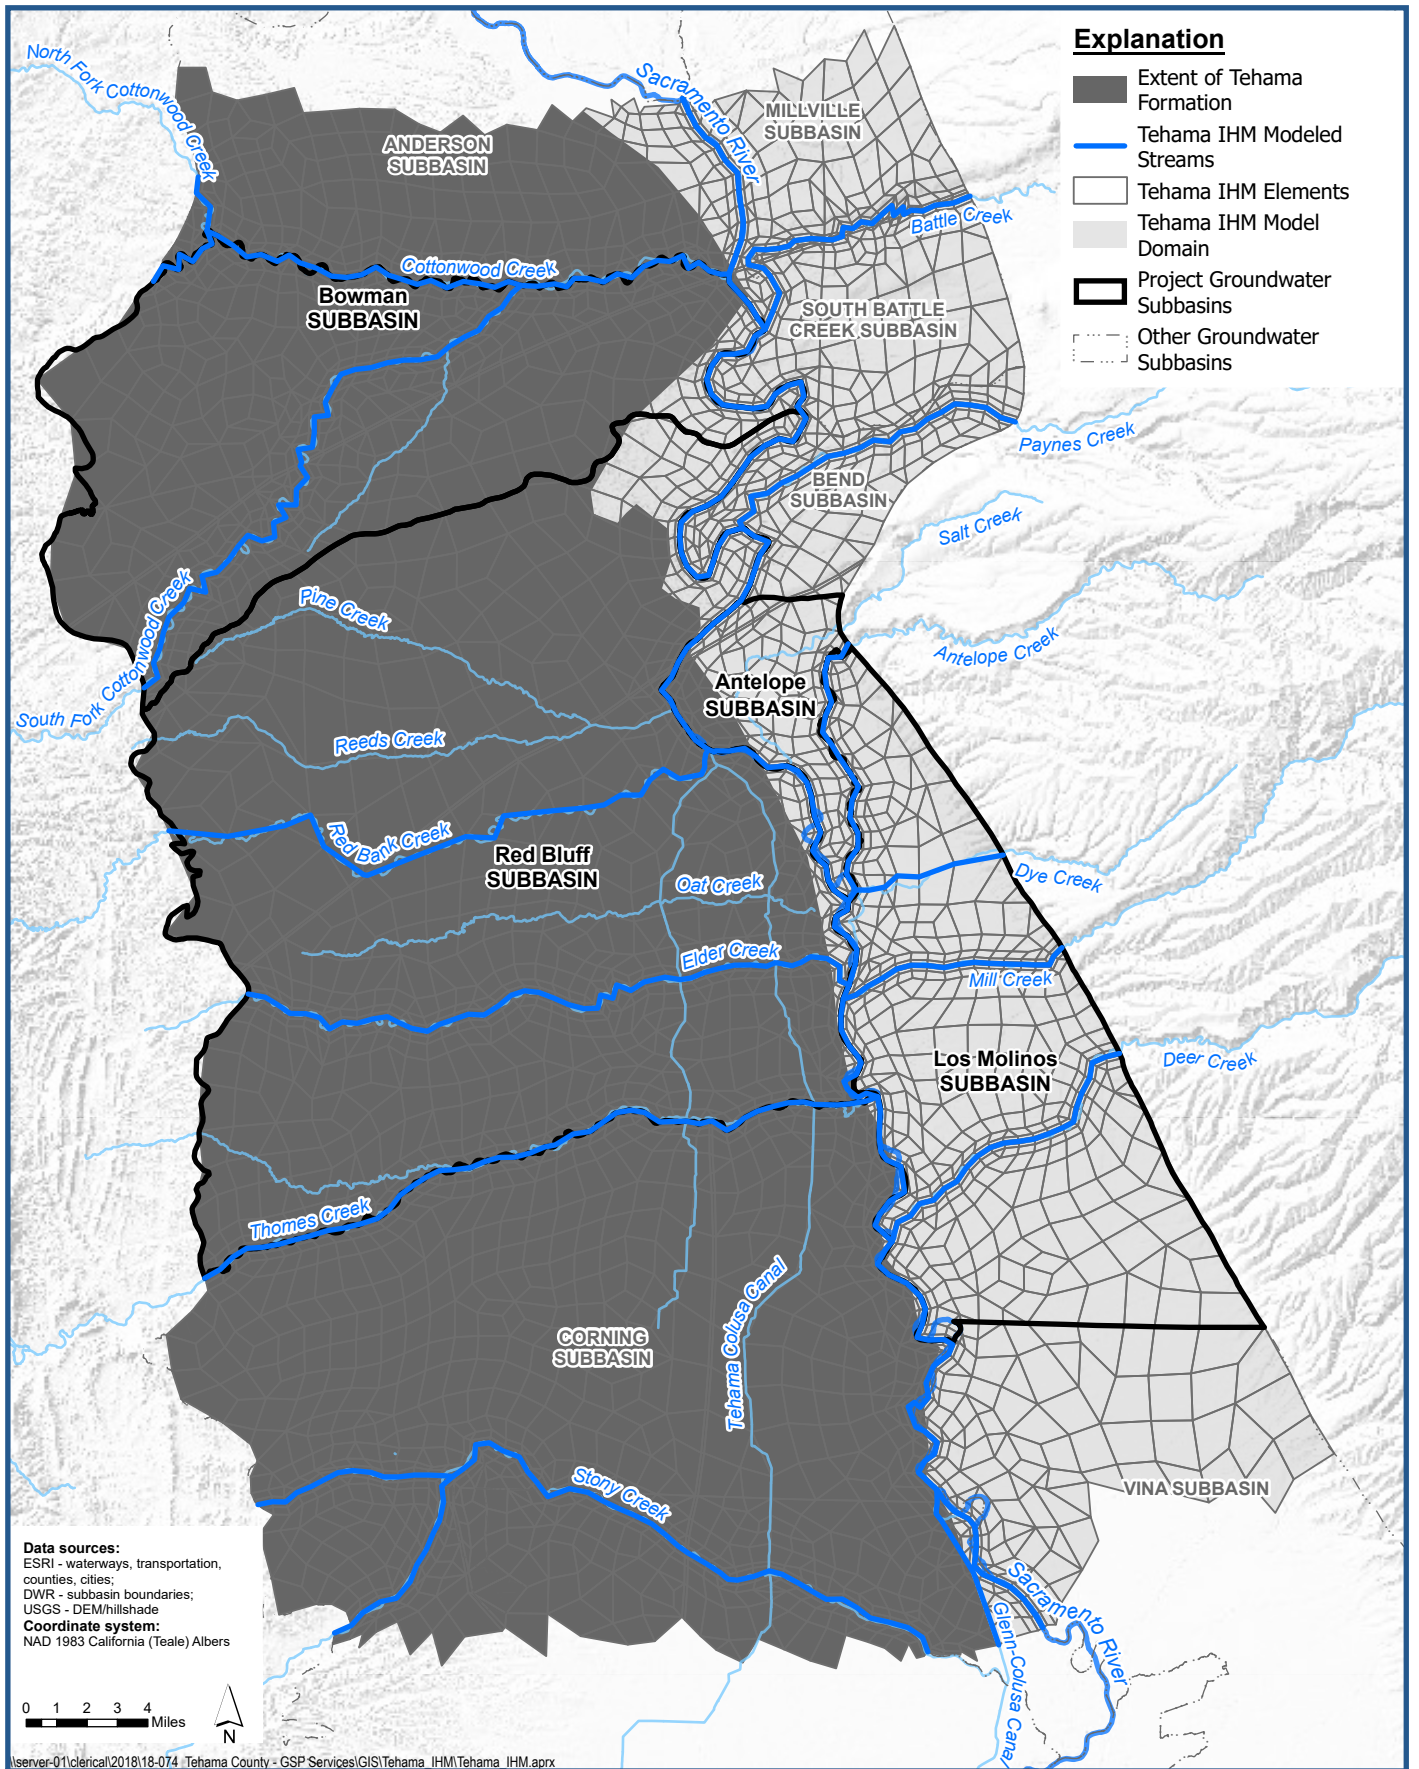 Explanation
Extent of Tehama
Formation
Tehama IHM Modeled
Streams
Tehama IHM Elements
Tehama IHM Model
Domain
Project Groundwater
Subbasins
Other Groundwater
Subbasins
North Fork Cottonwood Creek
Sacramento River
MILLVILLE
SUBBASIN
ANDERSON
SUBBASIN
Battle Creek
Cottonwood Creek
Bowman
SUBBASIN
SOUTH BATTLE
CREEK SUBBASIN
Paynes Creek
BEND
SUBBASIN
Salt Creek
Pine Creek
Antelope Creek
South Fork Cottonwood Creek
Antelope
SUBBASIN
Reeds Creek
Red Bank Creek
Red Bluff
SUBBASIN
Oat Creek
Dye Creek
Elder Creek
Mill Creek
Los Molinos
SUBBASIN
Deer Creek
Thomes Creek
Tehama Colusa Canal
CORNING
SUBBASIN
Stony Creek
VINA SUBBASIN
Sacramento River
Glenn-Colusa Canal
Data sources:
ESRI - waterways, transportation,
counties, cities;
DWR - subbasin boundaries;
USGS - DEM/hillshade
Coordinate system:
NAD 1983 California (Teale) Albers
0 1 2 3 4
Miles
N
\\server-01\clerical\2018\18-074_Tehama County - GSP Services\GIS\Tehama_IHM\Tehama_IHM.aprx